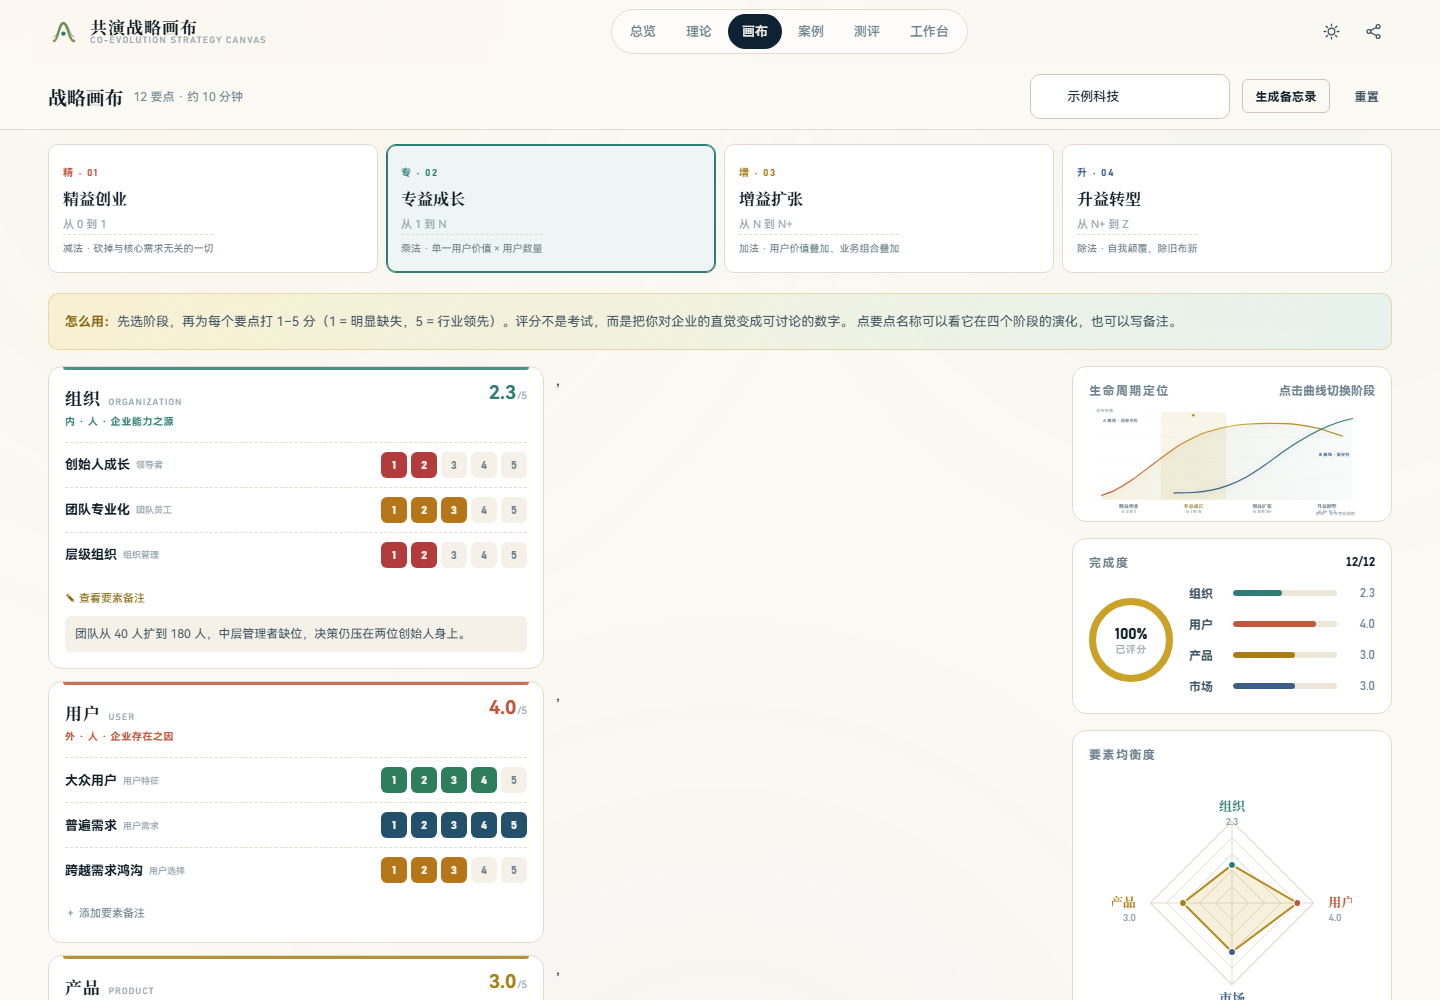 共演战略画布
CO-EVOLUTION STRATEGY CANVAS
总览 理论 画布 案例 测评 工作台
战略画布 12 要点 · 约 10 分钟
示例科技 生成备忘录 重置
精 · 01
精益创业
从 0 到 1
减法 · 砍掉与核心需求无关的一切
专 · 02
专益成长
从 1 到 N
乘法 · 单一用户价值 × 用户数量
增 · 03
增益扩张
从 N 到 N+
加法 · 用户价值叠加、业务组合叠加
升 · 04
升益转型
从 N+ 到 Z
除法 · 自我颠覆，除旧布新
怎么用：先选阶段，再为每个要点打 1–5 分（1 = 明显缺失，5 = 行业领先）。评分不是考试，而是把你对企业的直觉变成可讨论的数字。 点要点名称可以看它在四个阶段的演化，也可以写备注。
组织 ORGANIZATION 2.3/5
内 · 人 · 企业能力之源
创始人成长 领导者 1 2 3 4 5
团队专业化 团队员工 1 2 3 4 5
层级组织 组织管理 1 2 3 4 5
查看要素备注
团队从 40 人扩到 180 人，中层管理者缺位，决策仍压在两位创始人身上。
,
用户 USER 4.0/5
外 · 人 · 企业存在之因
大众用户 用户特征 1 2 3 4 5
普遍需求 用户需求 1 2 3 4 5
跨越需求鸿沟 用户选择 1 2 3 4 5
+ 添加要素备注
,
产品 PRODUCT 3.0/5
,
生命周期定位 点击曲线切换阶段
精益创业 专益成长 增益扩张 升益转型
完成度 12/12
100%
已评分
组织 2.3
用户 4.0
产品 3.0
市场 3.0
要素均衡度
组织
2.3
产品
3.0
用户
4.0
市场